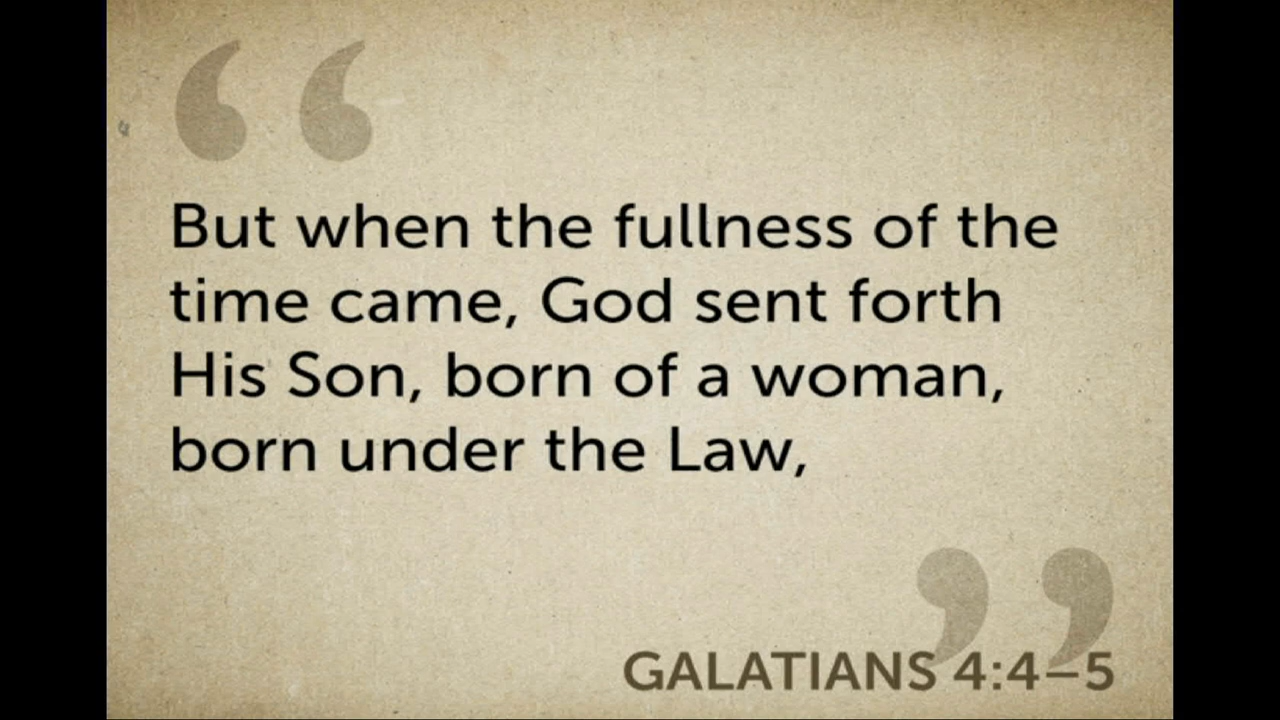 But when the fullness of the
time came, God sent forth
His Son, born of a woman,
born under the Law,
GALATIANS 4:4–5